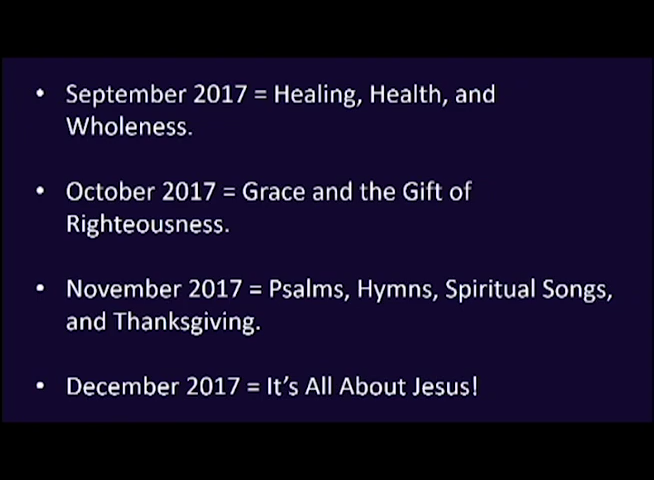 • September 2017 = Healing, Health, and
Wholeness.
• October 2017 = Grace and the Gift of
Righteousness.
• November 2017 = Psalms, Hymns, Spiritual Songs,
and Thanksgiving.
• December 2017 = It's All About Jesus!